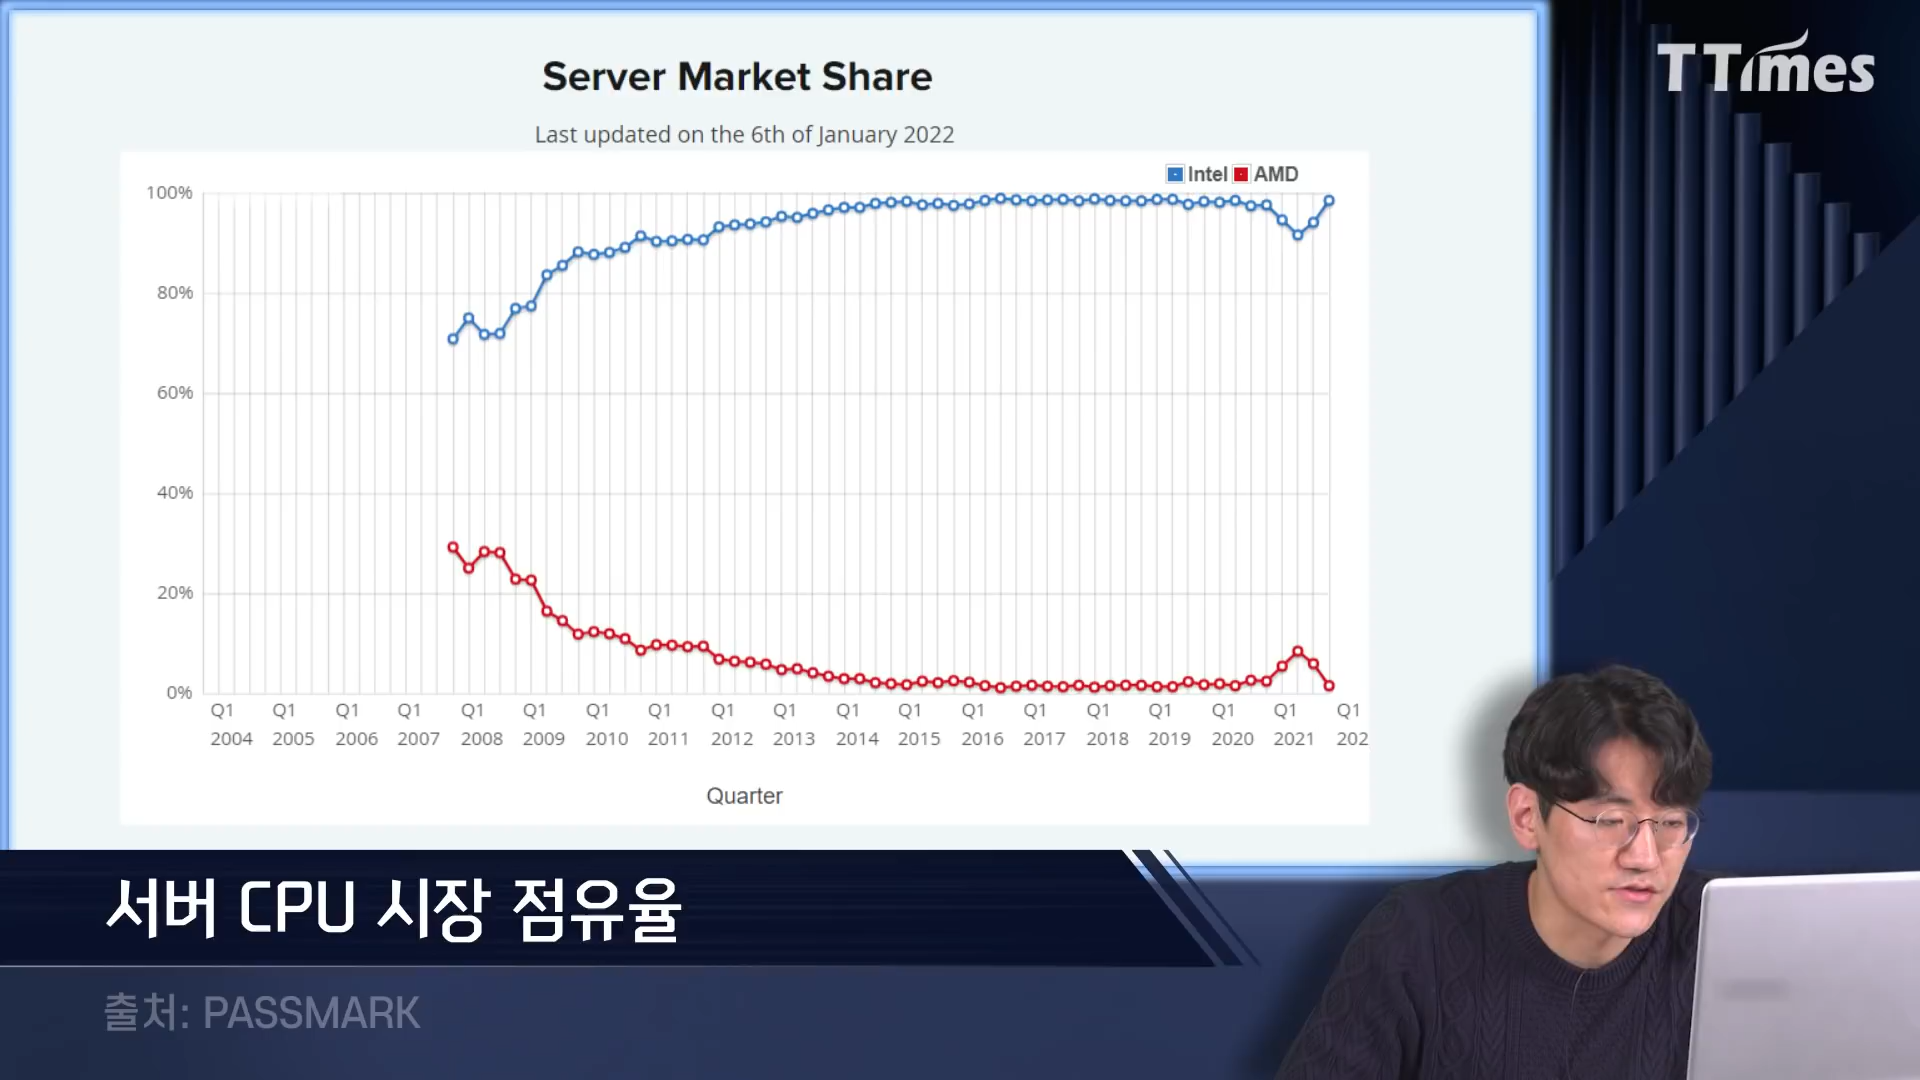 Server Market Share
TTimes
Last updated on the 6th of January 2022
Intel AMD
100%
80%
60%
40%
20%
0%
Q1 Q1 Q1 Q1 Q1 Q1 Q1 Q1 Q1 Q1 Q1 Q1 Q1 Q1 Q1 Q1 Q1 Q1 Q1
2004 2005 2006 2007 2008 2009 2010 2011 2012 2013 2014 2015 2016 2017 2018 2019 2020 2021 202
Quarter
서버 CPU 시장 점유율
출처: PASSMARK